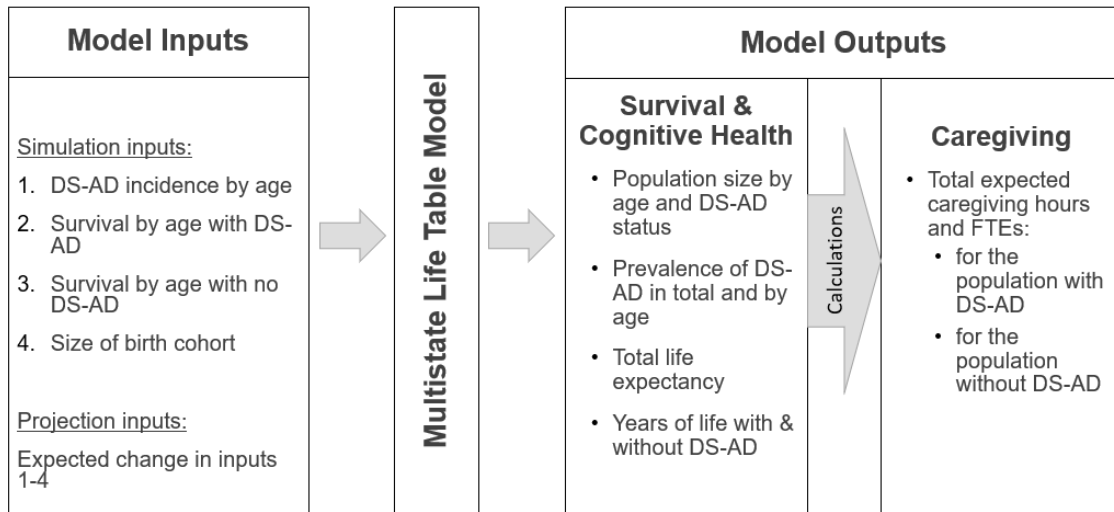 Model Inputs
Simulation inputs:
1. DS-AD incidence by age
2. Survival by age with DS-
AD
3. Survival by age with no
DS-AD
4. Size of birth cohort
Projection inputs:
Expected change in inputs
1-4
Multistate Life Table Model
Model Outputs
Survival &
Cognitive Health
• Population size by
age and DS-AD
status
• Prevalence of DS-
AD in total and by
age
• Total life
expectancy
• Years of life with &
without DS-AD
Calculations
Caregiving
• Total expected
caregiving hours
and FTEs:
• for the
population with
DS-AD
• for the
population
without DS-AD